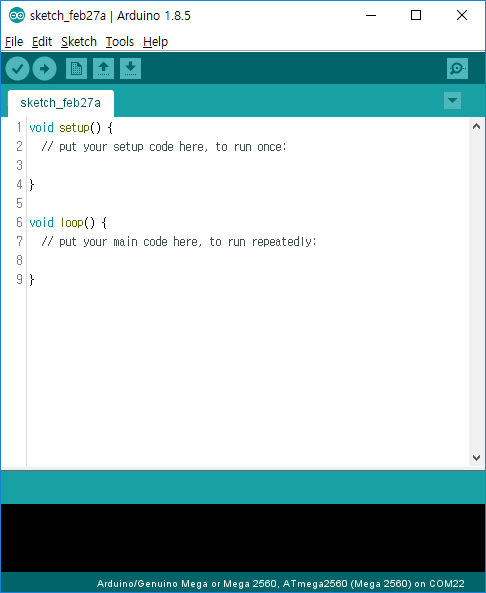 sketch_feb27a | Arduino 1.8.5
File Edit Sketch Tools Help
sketch_feb27a
1 void setup() {
2 // put your setup code here, to run once:
3
4 }
5
6 void loop() {
7 // put your main code here, to run repeatedly:
8
9 }
Arduino/Genuino Mega or Mega 2560, ATmega2560 (Mega 2560) on COM22